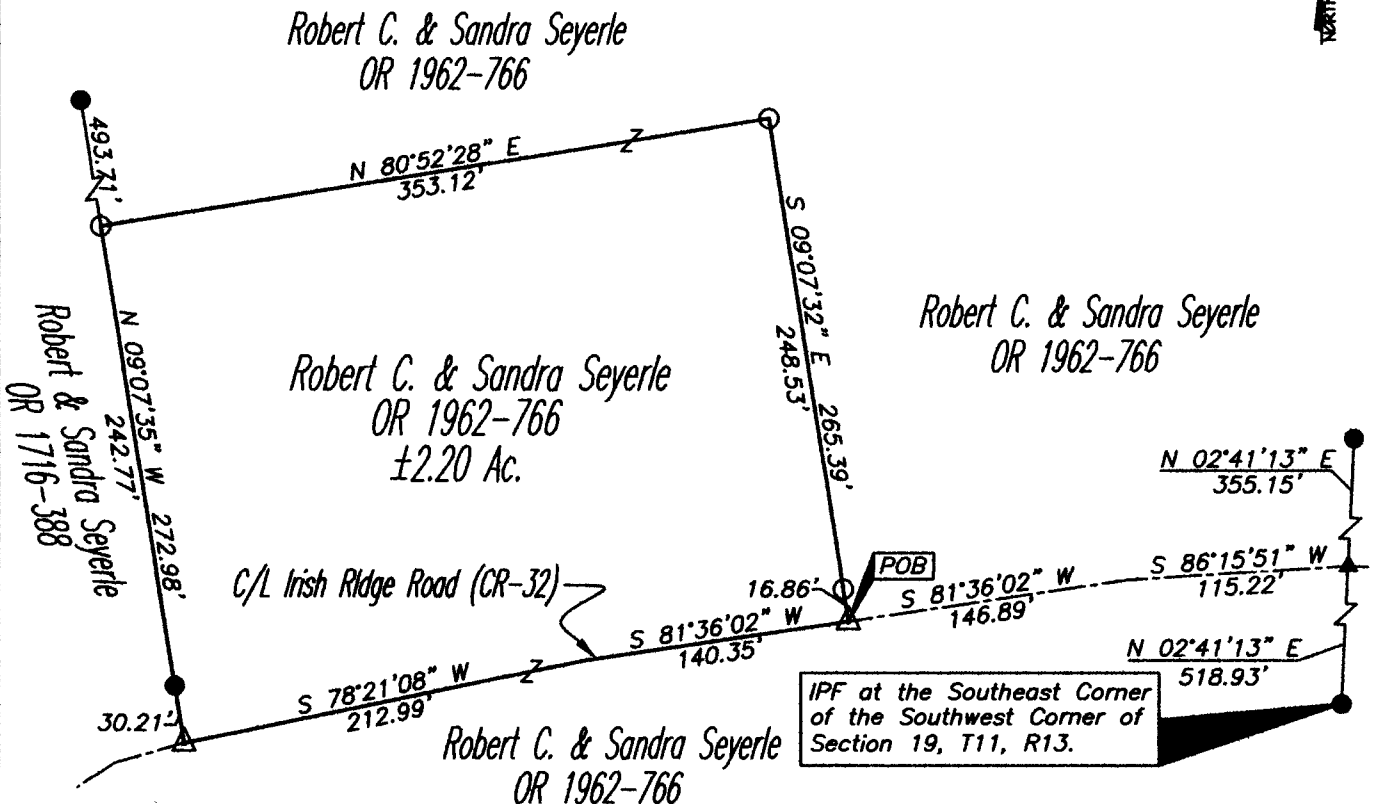 NORTH
Robert C. & Sandra Seyerle
OR 1962-766
493.71'
N 80°52'28" E
353.12'
S 09°07'32" E
248.53'
265.39'
Robert C. & Sandra Seyerle
OR 1962-766
Robert & Sandra Seyerle
OR 1716-388
N 09°07'35" W
242.77'
272.98'
Robert C. & Sandra Seyerle
OR 1962-766
±2.20 Ac.
N 02°41'13" E
355.15'
C/L Irish Ridge Road (CR-32)
16.86'
POB
S 81°36'02" W
146.89'
S 86°15'51" W
115.22'
S 81°36'02" W
140.35'
S 78°21'08" W
212.99'
30.21'
N 02°41'13" E
518.93'
IPF at the Southeast Corner
of the Southwest Corner of
Section 19, T11, R13.
Robert C. & Sandra Seyerle
OR 1962-766